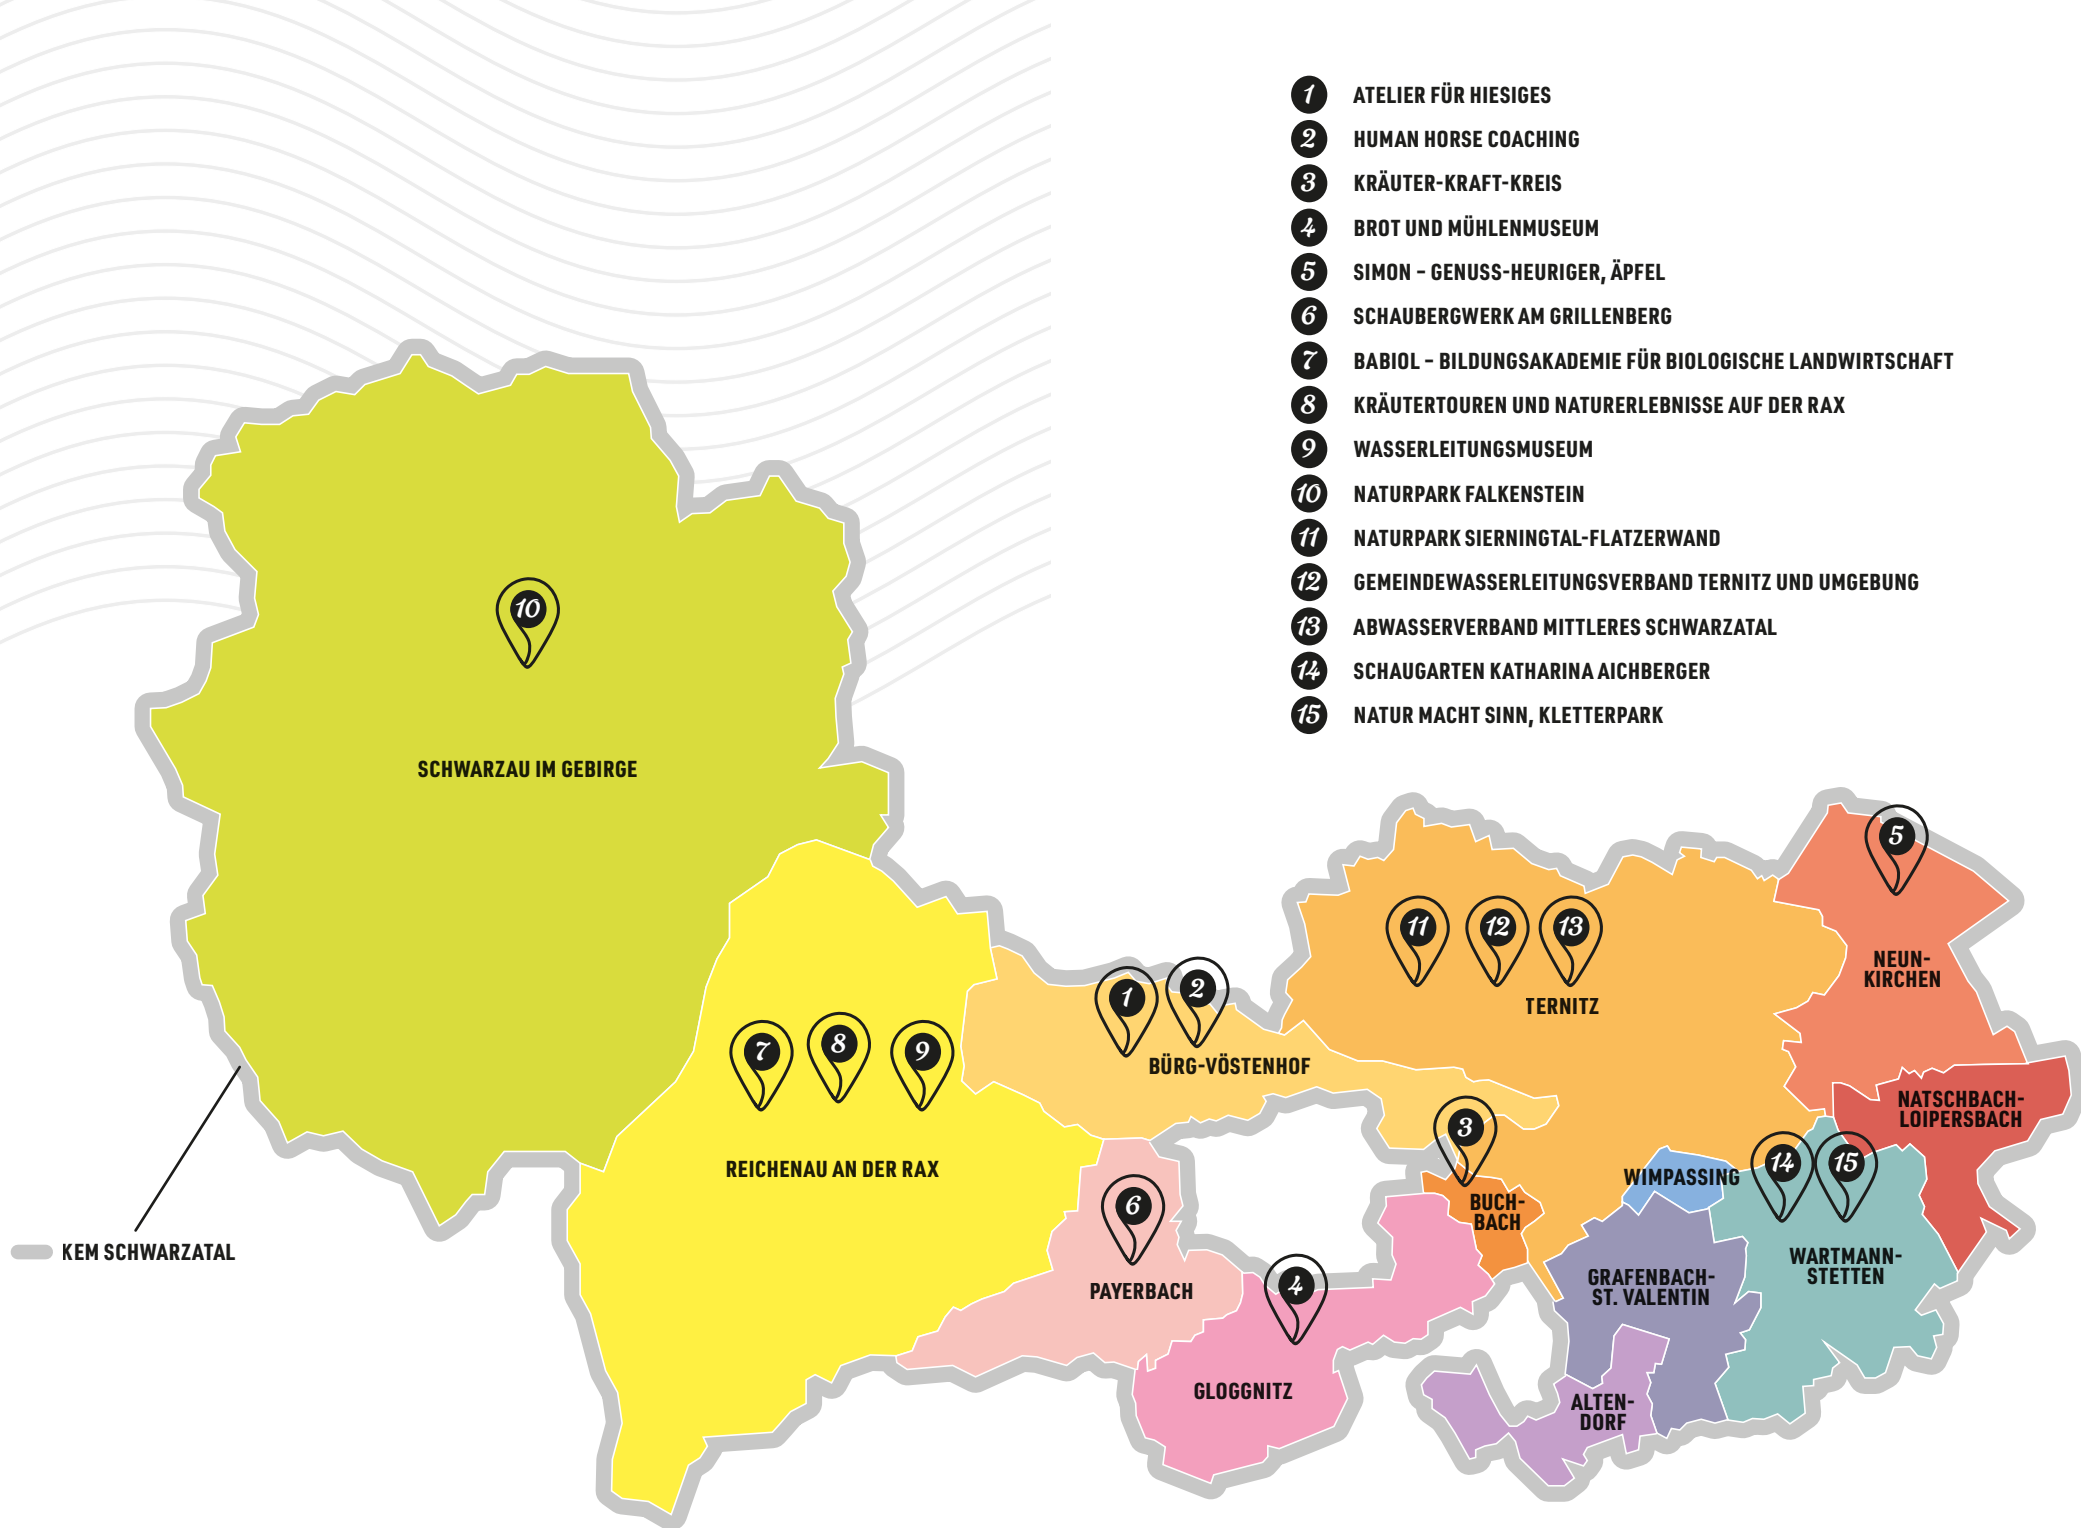 1 ATELIER FÜR HIESIGES
2 HUMAN HORSE COACHING
3 KRÄUTER-KRAFT-KREIS
4 BROT UND MÜHLENMUSEUM
5 SIMON – GENUSS-HEURIGER, ÄPFEL
6 SCHAUBERGWERK AM GRILLENBERG
7 BABIOL – BILDUNGSAKADEMIE FÜR BIOLOGISCHE LANDWIRTSCHAFT
8 KRÄUTERTOUREN UND NATURERLEBNISSE AUF DER RAX
9 WASSERLEITUNGSMUSEUM
10 NATURPARK FALKENSTEIN
11 NATURPARK SIERNINGTAL-FLATZERWAND
12 GEMEINDEWASSERLEITUNGSVERBAND TERNITZ UND UMGEBUNG
13 ABWASSERVERBAND MITTLERES SCHWARZATAL
14 SCHAUGARTEN KATHARINA AICHBERGER
15 NATUR MACHT SINN, KLETTERPARK
10
SCHWARZAU IM GEBIRGE
7 8 9
REICHENAU AN DER RAX
1 2
BÜRG-VÖSTENHOF
11 12 13
TERNITZ
5
NEUN-
KIRCHEN
NATSCHBACH-
LOIPERSBACH
3
BUCH-
BACH
WIMPASSING
14 15
WARTMANN-
STETTEN
GRAFENBACH-
ST. VALENTIN
ALTEN-
DORF
6
PAYERBACH
4
GLOGGNITZ
KEM SCHWARZATAL